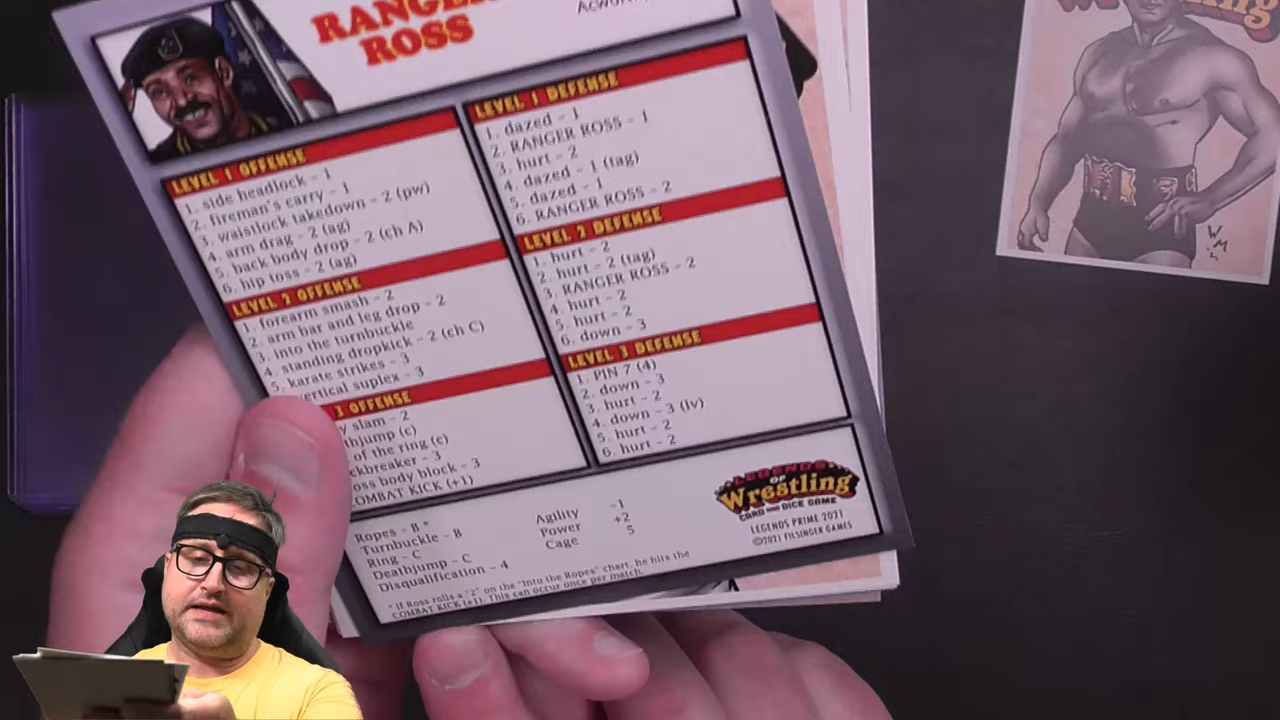 RANGER
ROSS
LEVEL 1 OFFENSE
1. side headlock = 1
2. fireman's carry = 1
3. waistlock takedown = 2 (pw)
4. arm drag = 2 (ag)
5. back body drop = 2 (ch A)
6. hip toss = 2 (ag)
LEVEL 2 OFFENSE
1. forearm smash = 2
2. arm bar and leg drop = 2
3. into the turnbuckle
4. standing dropkick = 2 (ch C)
5. karate strikes = 3
vertical suplex = 3
3 OFFENSE
y slam = 2
thjump (c)
of the ring (c)
ckbreaker = 3
oss body block = 3
COMBAT KICK (+1)
LEVEL 1 DEFENSE
1. dazed = 1
2. RANGER ROSS = 1
3. hurt = 2
4. dazed = 1 (tag)
5. dazed = 1
6. RANGER ROSS = 2
LEVEL 2 DEFENSE
1. hurt = 2
2. hurt = 2 (tag)
3. RANGER ROSS = 2
4. hurt = 2
5. hurt = 2
6. down = 3
LEVEL 3 DEFENSE
1. PIN 7 (4)
2. down = 3
3. hurt = 2
4. down = 3 (lv)
5. hurt = 2
6. hurt = 2
Ropes - B *
Turnbuckle - B
Ring - C
Deathjump - C
Disqualification - 4
Agility -1
Power +2
Cage 5
* If Ross rolls a "2" on the "Into the Ropes" chart, he hits the
COMBAT KICK (+1). This can occur once per match.
LEGENDS
OF
Wrestling
CARD AND DICE GAME
LEGENDS PRIME 2021
©2021 FILSINGER GAMES